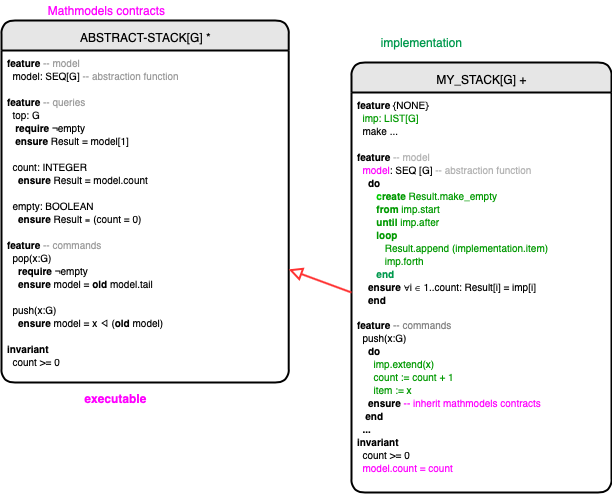 Mathmodels contracts
ABSTRACT-STACK[G] *
feature -- model
model: SEQ[G] -- abstraction function
feature -- queries
top: G
require ¬empty
ensure Result = model[1]
count: INTEGER
ensure Result = model.count
empty: BOOLEAN
ensure Result = (count = 0)
feature -- commands
pop(x:G)
require ¬empty
ensure model = old model.tail
push(x:G)
ensure model = x ⊲ (old model)
invariant
count >= 0
executable
implementation
MY_STACK[G] +
feature {NONE}
imp: LIST[G]
make ...
feature -- model
model: SEQ [G] -- abstraction function
do
create Result.make_empty
from imp.start
until imp.after
loop
Result.append (implementation.item)
imp.forth
end
ensure ∀i ∈ 1..count: Result[i] = imp[i]
end
feature -- commands
push(x:G)
do
imp.extend(x)
count := count + 1
item := x
ensure -- inherit mathmodels contracts
end
...
invariant
count >= 0
model.count = count